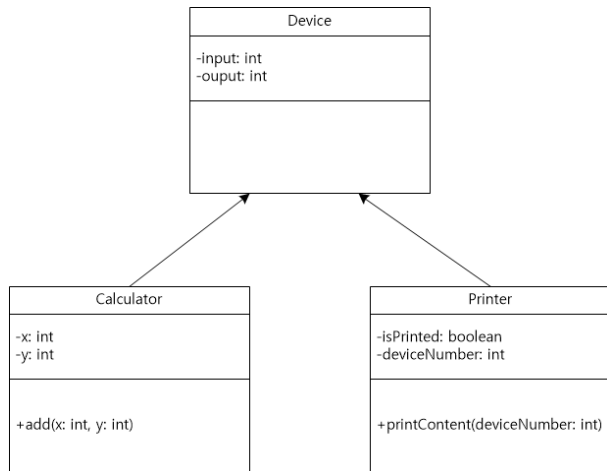 Device
-input: int
-ouput: int
Calculator
-x: int
-y: int
+add(x: int, y: int)
Printer
-isPrinted: boolean
-deviceNumber: int
+printContent(deviceNumber: int)